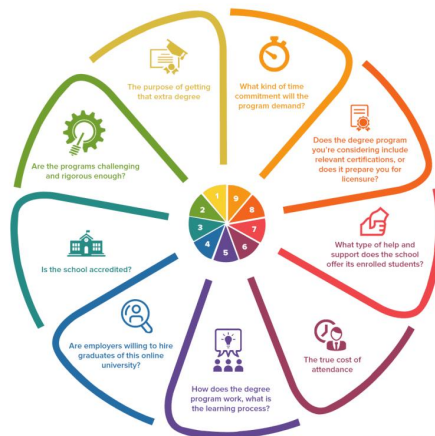 The purpose of getting
that extra degree
What kind of time
commitment will the
program demand?
Does the degree program
you're considering include
relevant certifications, or
does it prepare you for
licensure?
Are the programs challenging
and rigorous enough?
1
9
2
8
3
7
4
6
5
What type of help and
support does the school
offer its enrolled students?
Is the school accredited?
Are employers willing to hire
graduates of this online
university?
The true cost of
attendance
How does the degree
program work, what is
the learning process?